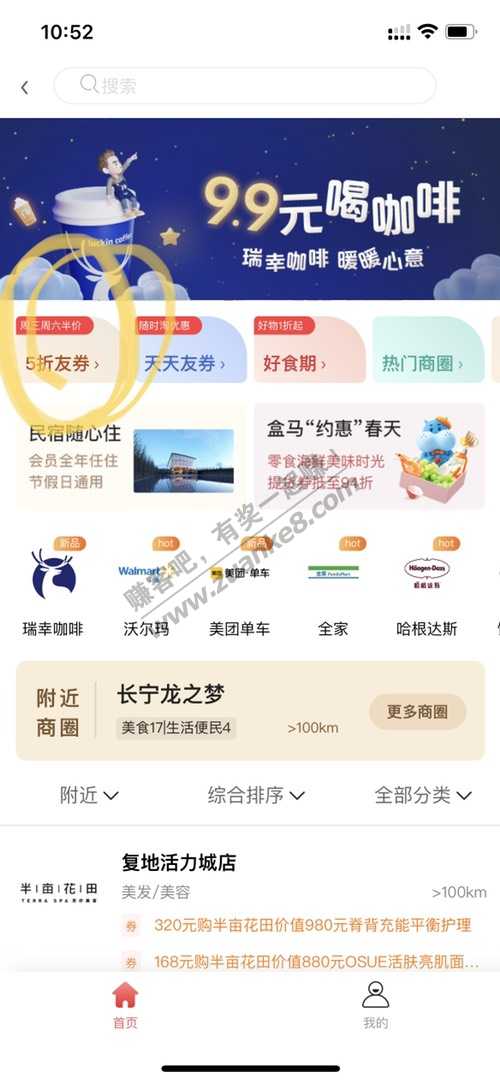 10:52
搜索
9.9元喝咖啡
瑞幸咖啡 暖暖心意
luckin coffee
周三周六半价
随时淘优惠
好物1折起
5折友券 ›
天天友券 ›
好食期 ›
热门商圈 ›
民宿随心住
会员全年任住
节假日通用
盒马“约惠”春天
零食海鲜美味时光
提货券低至94折
赚客吧，有奖一起赚！
www.zuanke8.com
新品
hot
新品
hot
hot
Walmart
美团·单车
全家 FamilyMart
Häagen-Dazs
哈根达斯
瑞幸咖啡
沃尔玛
美团单车
全家
哈根达斯
附近
商圈
长宁龙之梦
美食17|生活便民4
>100km
更多商圈
附近
综合排序
全部分类
半亩花田
TERRA SPA
复地活力城店
美发/美容
>100km
券 320元购半亩花田价值980元脊背充能平衡护理
券 168元购半亩花田价值880元OSUE活肤亮肌面...
首页
我的